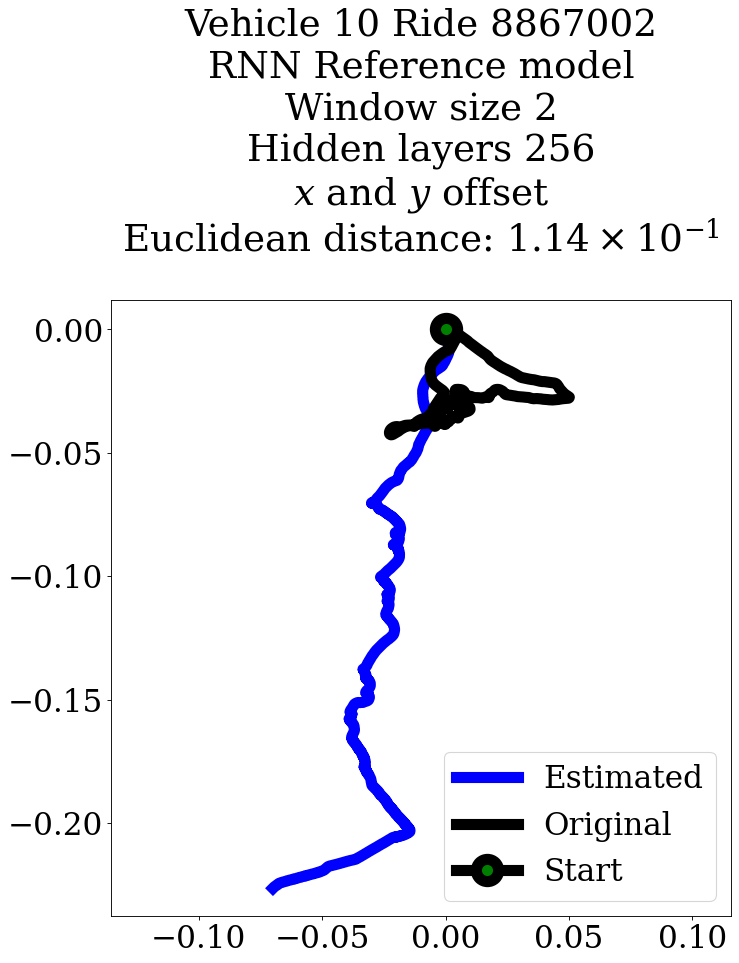 Vehicle 10 Ride 8867002
RNN Reference model
Window size 2
Hidden layers 256
x and y offset
Euclidean distance: 1.14 × 10⁻¹
0.00
−0.05
−0.10
−0.15
−0.20
Estimated
Original
Start
−0.10 −0.05 0.00 0.05 0.10